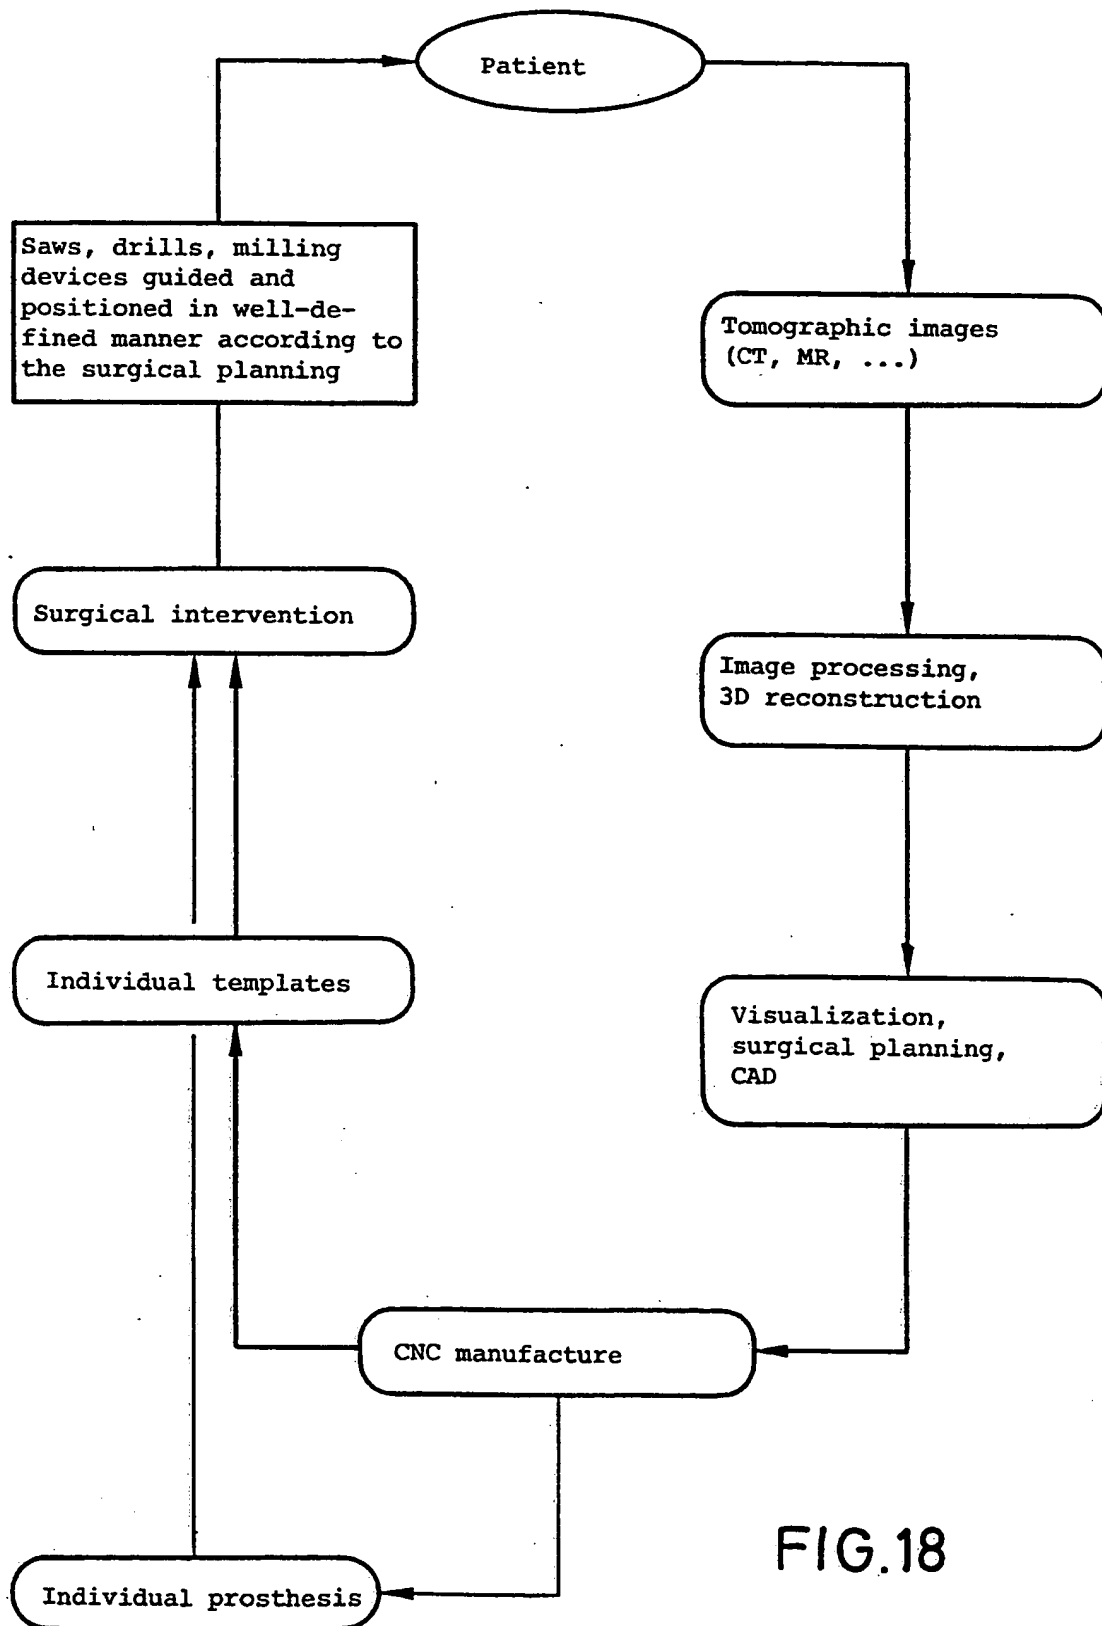 Patient
Saws, drills, milling
devices guided and
positioned in well-de-
fined manner according to
the surgical planning
Tomographic images
(CT, MR, ...)
Surgical intervention
Image processing,
3D reconstruction
Individual templates
Visualization,
surgical planning,
CAD
CNC manufacture
Individual prosthesis
FIG.18